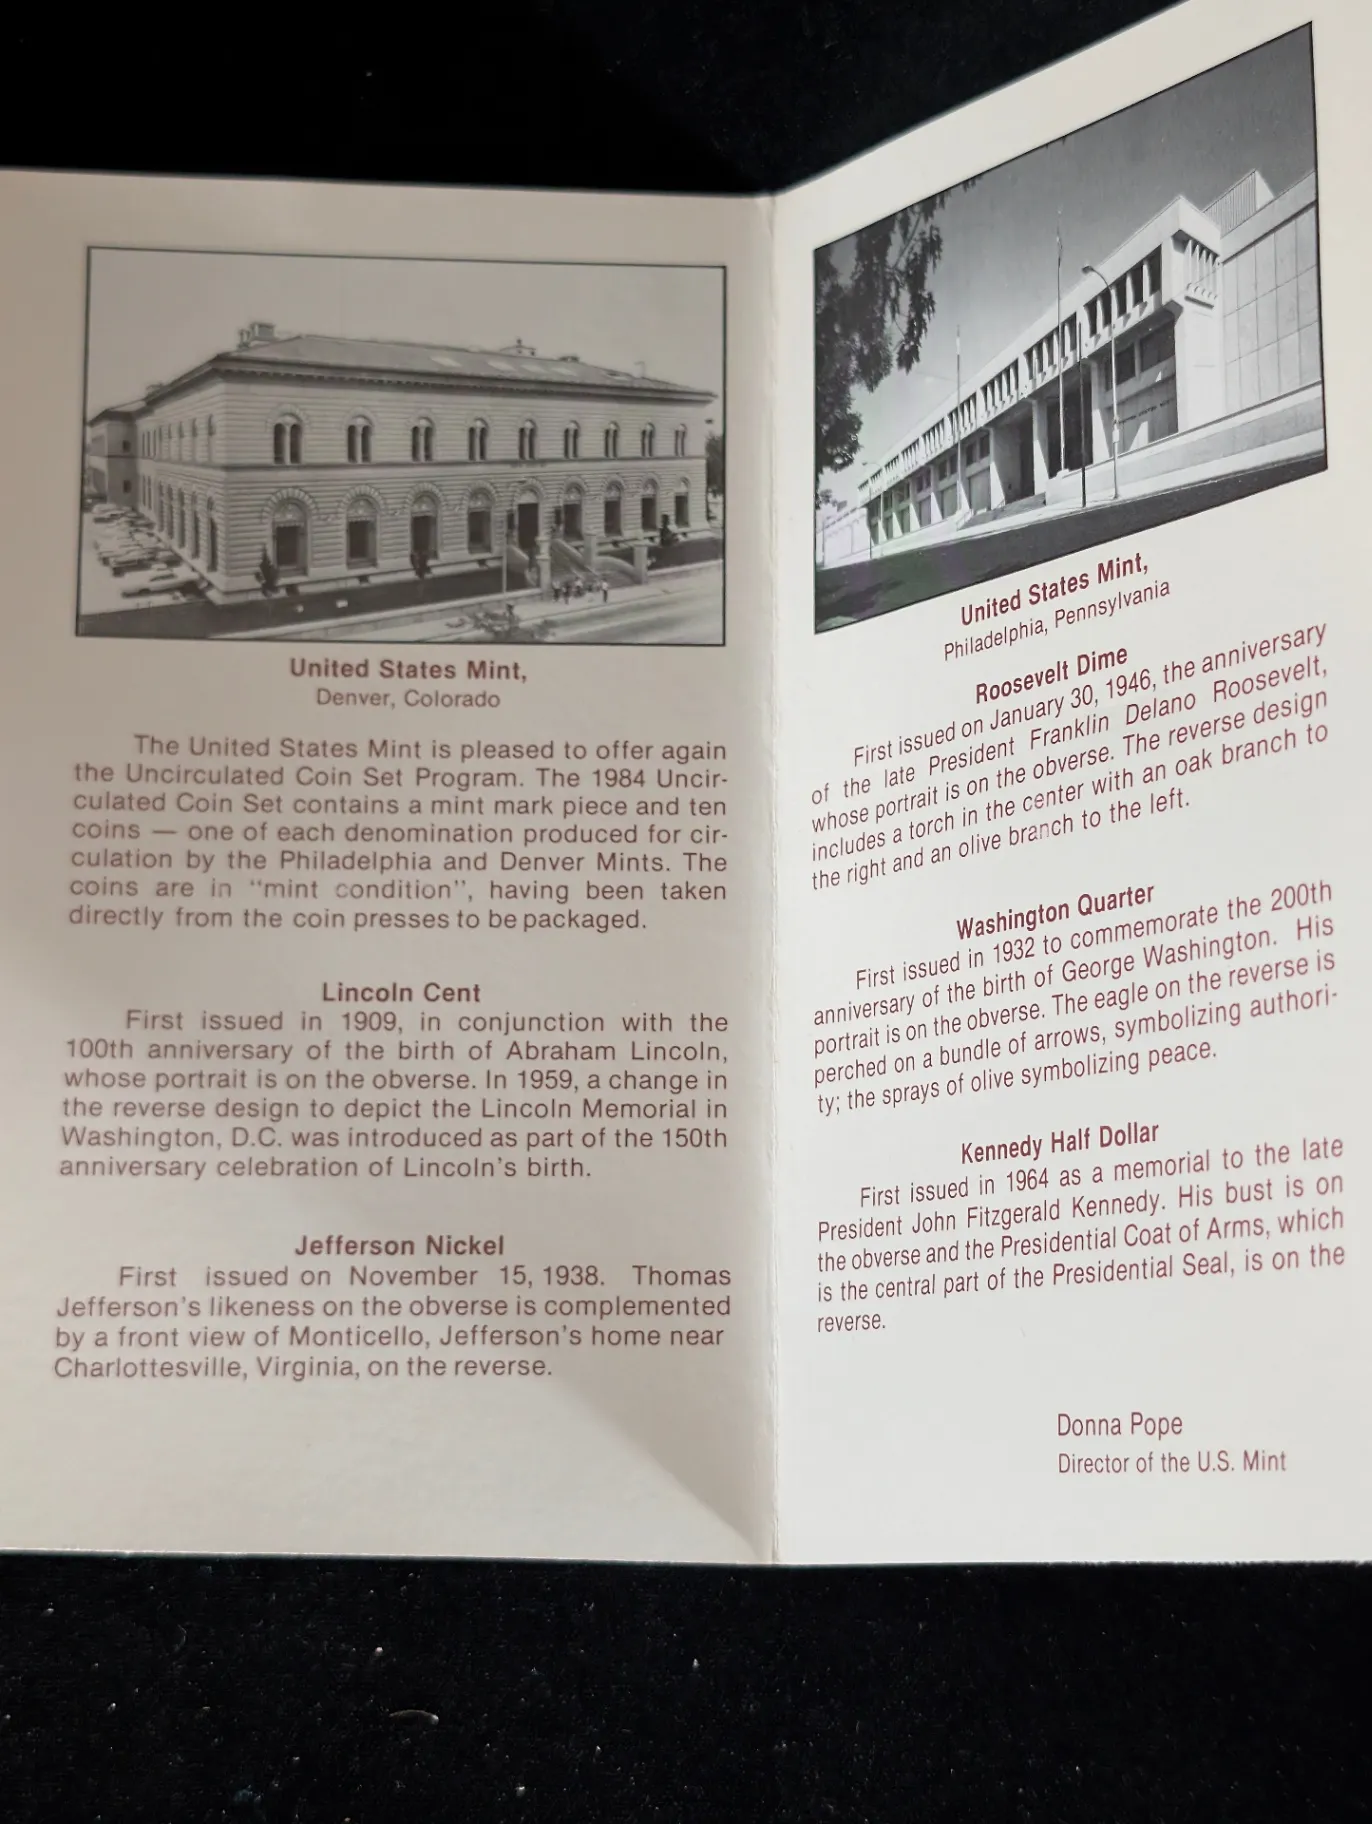 United States Mint,
Denver, Colorado
The United States Mint is pleased to offer again
the Uncirculated Coin Set Program. The 1984 Uncir-
culated Coin Set contains a mint mark piece and ten
coins — one of each denomination produced for cir-
culation by the Philadelphia and Denver Mints. The
coins are in "mint condition", having been taken
directly from the coin presses to be packaged.
Lincoln Cent
First issued in 1909, in conjunction with the
100th anniversary of the birth of Abraham Lincoln,
whose portrait is on the obverse. In 1959, a change in
the reverse design to depict the Lincoln Memorial in
Washington, D.C. was introduced as part of the 150th
anniversary celebration of Lincoln's birth.
Jefferson Nickel
First issued on November 15, 1938. Thomas
Jefferson's likeness on the obverse is complemented
by a front view of Monticello, Jefferson's home near
Charlottesville, Virginia, on the reverse.
United States Mint,
Philadelphia, Pennsylvania
Roosevelt Dime
First issued on January 30, 1946, the anniversary
of the late President Franklin Delano Roosevelt,
whose portrait is on the obverse. The reverse design
includes a torch in the center with an oak branch to
the right and an olive branch to the left.
Washington Quarter
First issued in 1932 to commemorate the 200th
anniversary of the birth of George Washington. His
portrait is on the obverse. The eagle on the reverse is
perched on a bundle of arrows, symbolizing authori-
ty; the sprays of olive symbolizing peace.
Kennedy Half Dollar
First issued in 1964 as a memorial to the late
President John Fitzgerald Kennedy. His bust is on
the obverse and the Presidential Coat of Arms, which
is the central part of the Presidential Seal, is on the
reverse.
Donna Pope
Director of the U.S. Mint